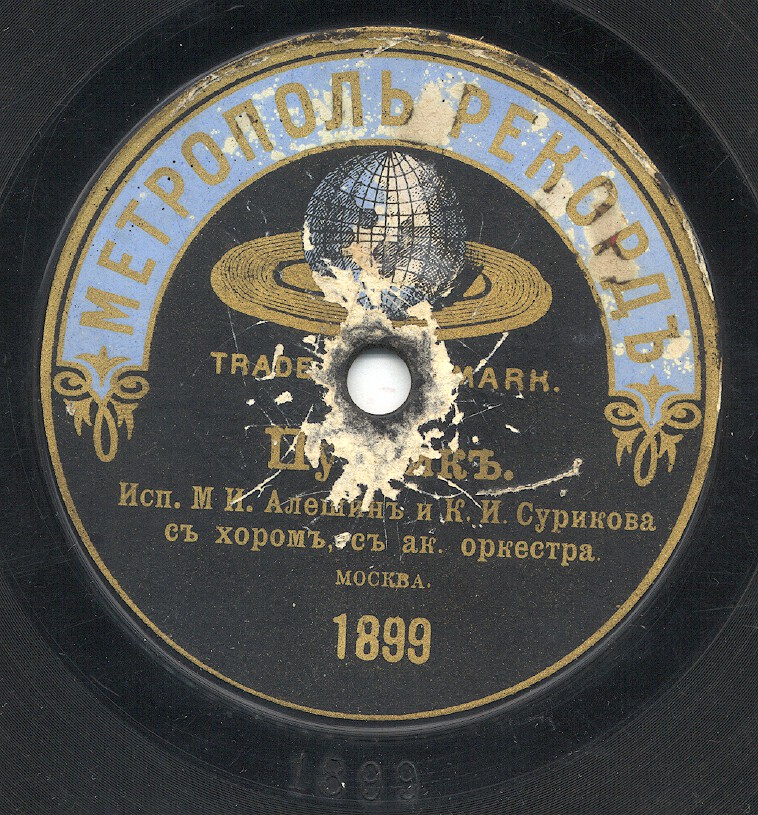 МЕТРОПОЛЬ РЕКОРДЪ
TRADE MARK.
Исп. М И. Алешинъ и К. И. Сурикова
съ хоромъ, съ ак. оркестра.
МОСКВА.
1899
1899